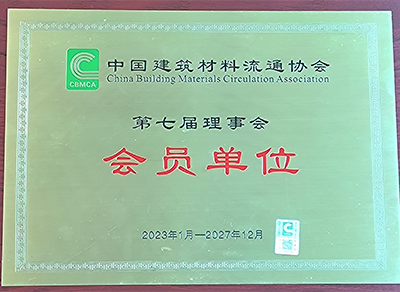 中国建筑材料流通协会
China Building Materials Circulation Association
CBMCA
第七届理事会
会员单位
2023年1月—2027年12月